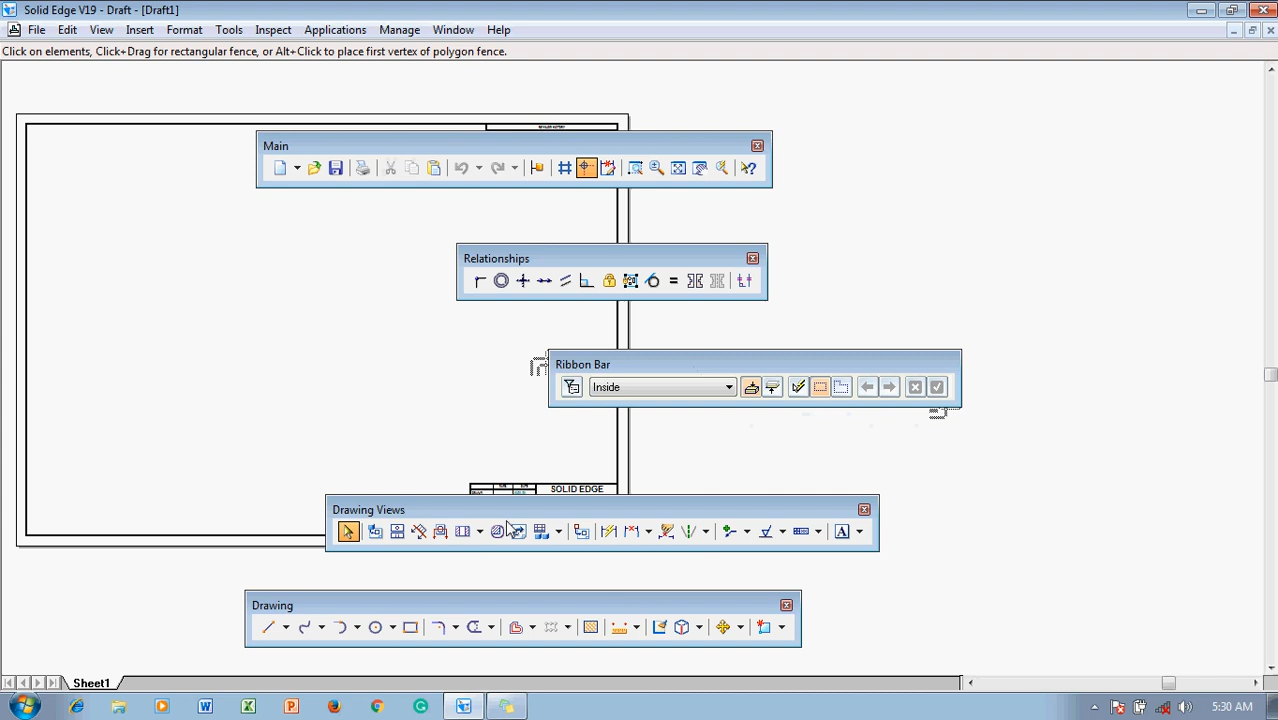 Solid Edge V19 - Draft - [Draft1]
File Edit View Insert Format Tools Inspect Applications Manage Window Help
Click on elements, Click+Drag for rectangular fence, or Alt+Click to place first vertex of polygon fence.
Main
Relationships
Ribbon Bar
Inside
SOLID EDGE
Drawing Views
A
Drawing
Sheet1
5:30 AM